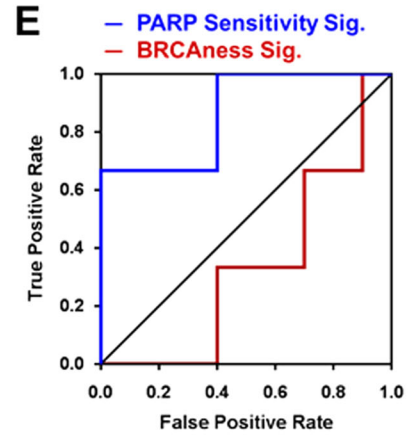 E
— PARP Sensitivity Sig.
— BRCAness Sig.
1.0
0.8
0.6
0.4
0.2
0.0
True Positive Rate
0.0 0.2 0.4 0.6 0.8 1.0
False Positive Rate